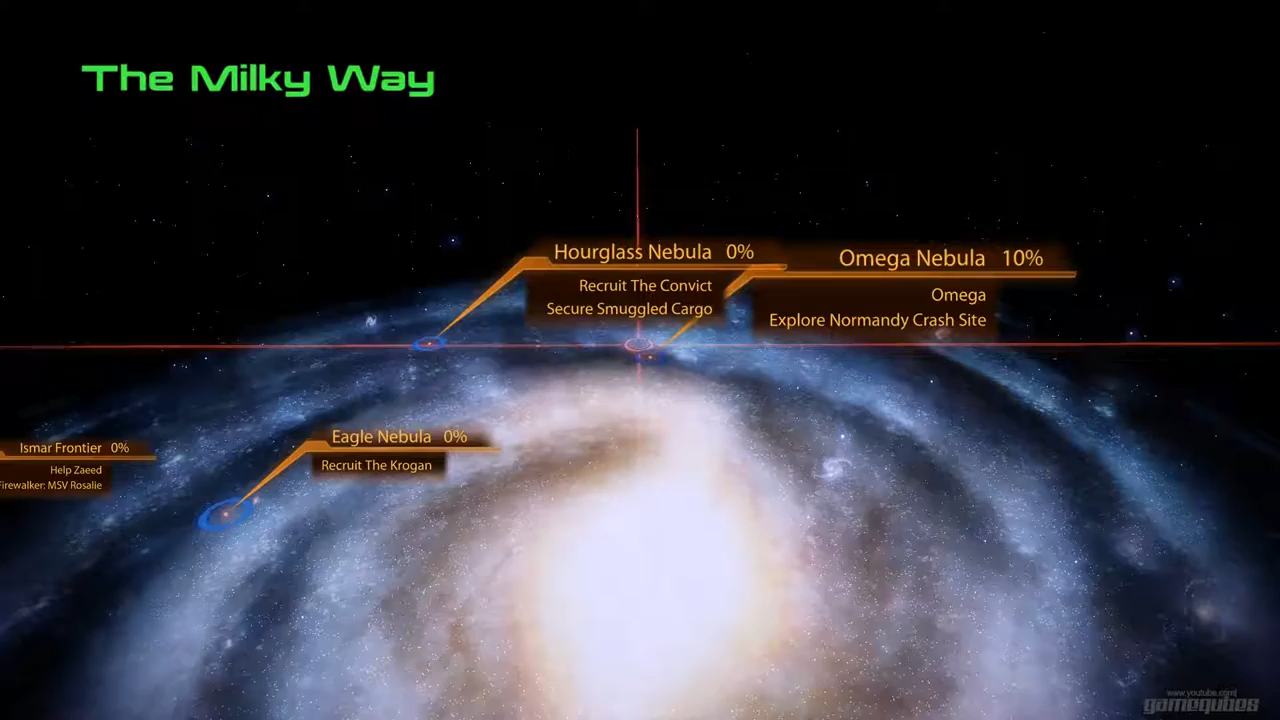 The Milky Way
Hourglass Nebula 0%
Recruit The Convict
Secure Smuggled Cargo
Omega Nebula 10%
Omega
Explore Normandy Crash Site
Eagle Nebula 0%
Recruit The Krogan
Ismar Frontier 0%
Help Zaeed
Firewalker: MSV Rosalie
www.youtube.com/
gamequbes